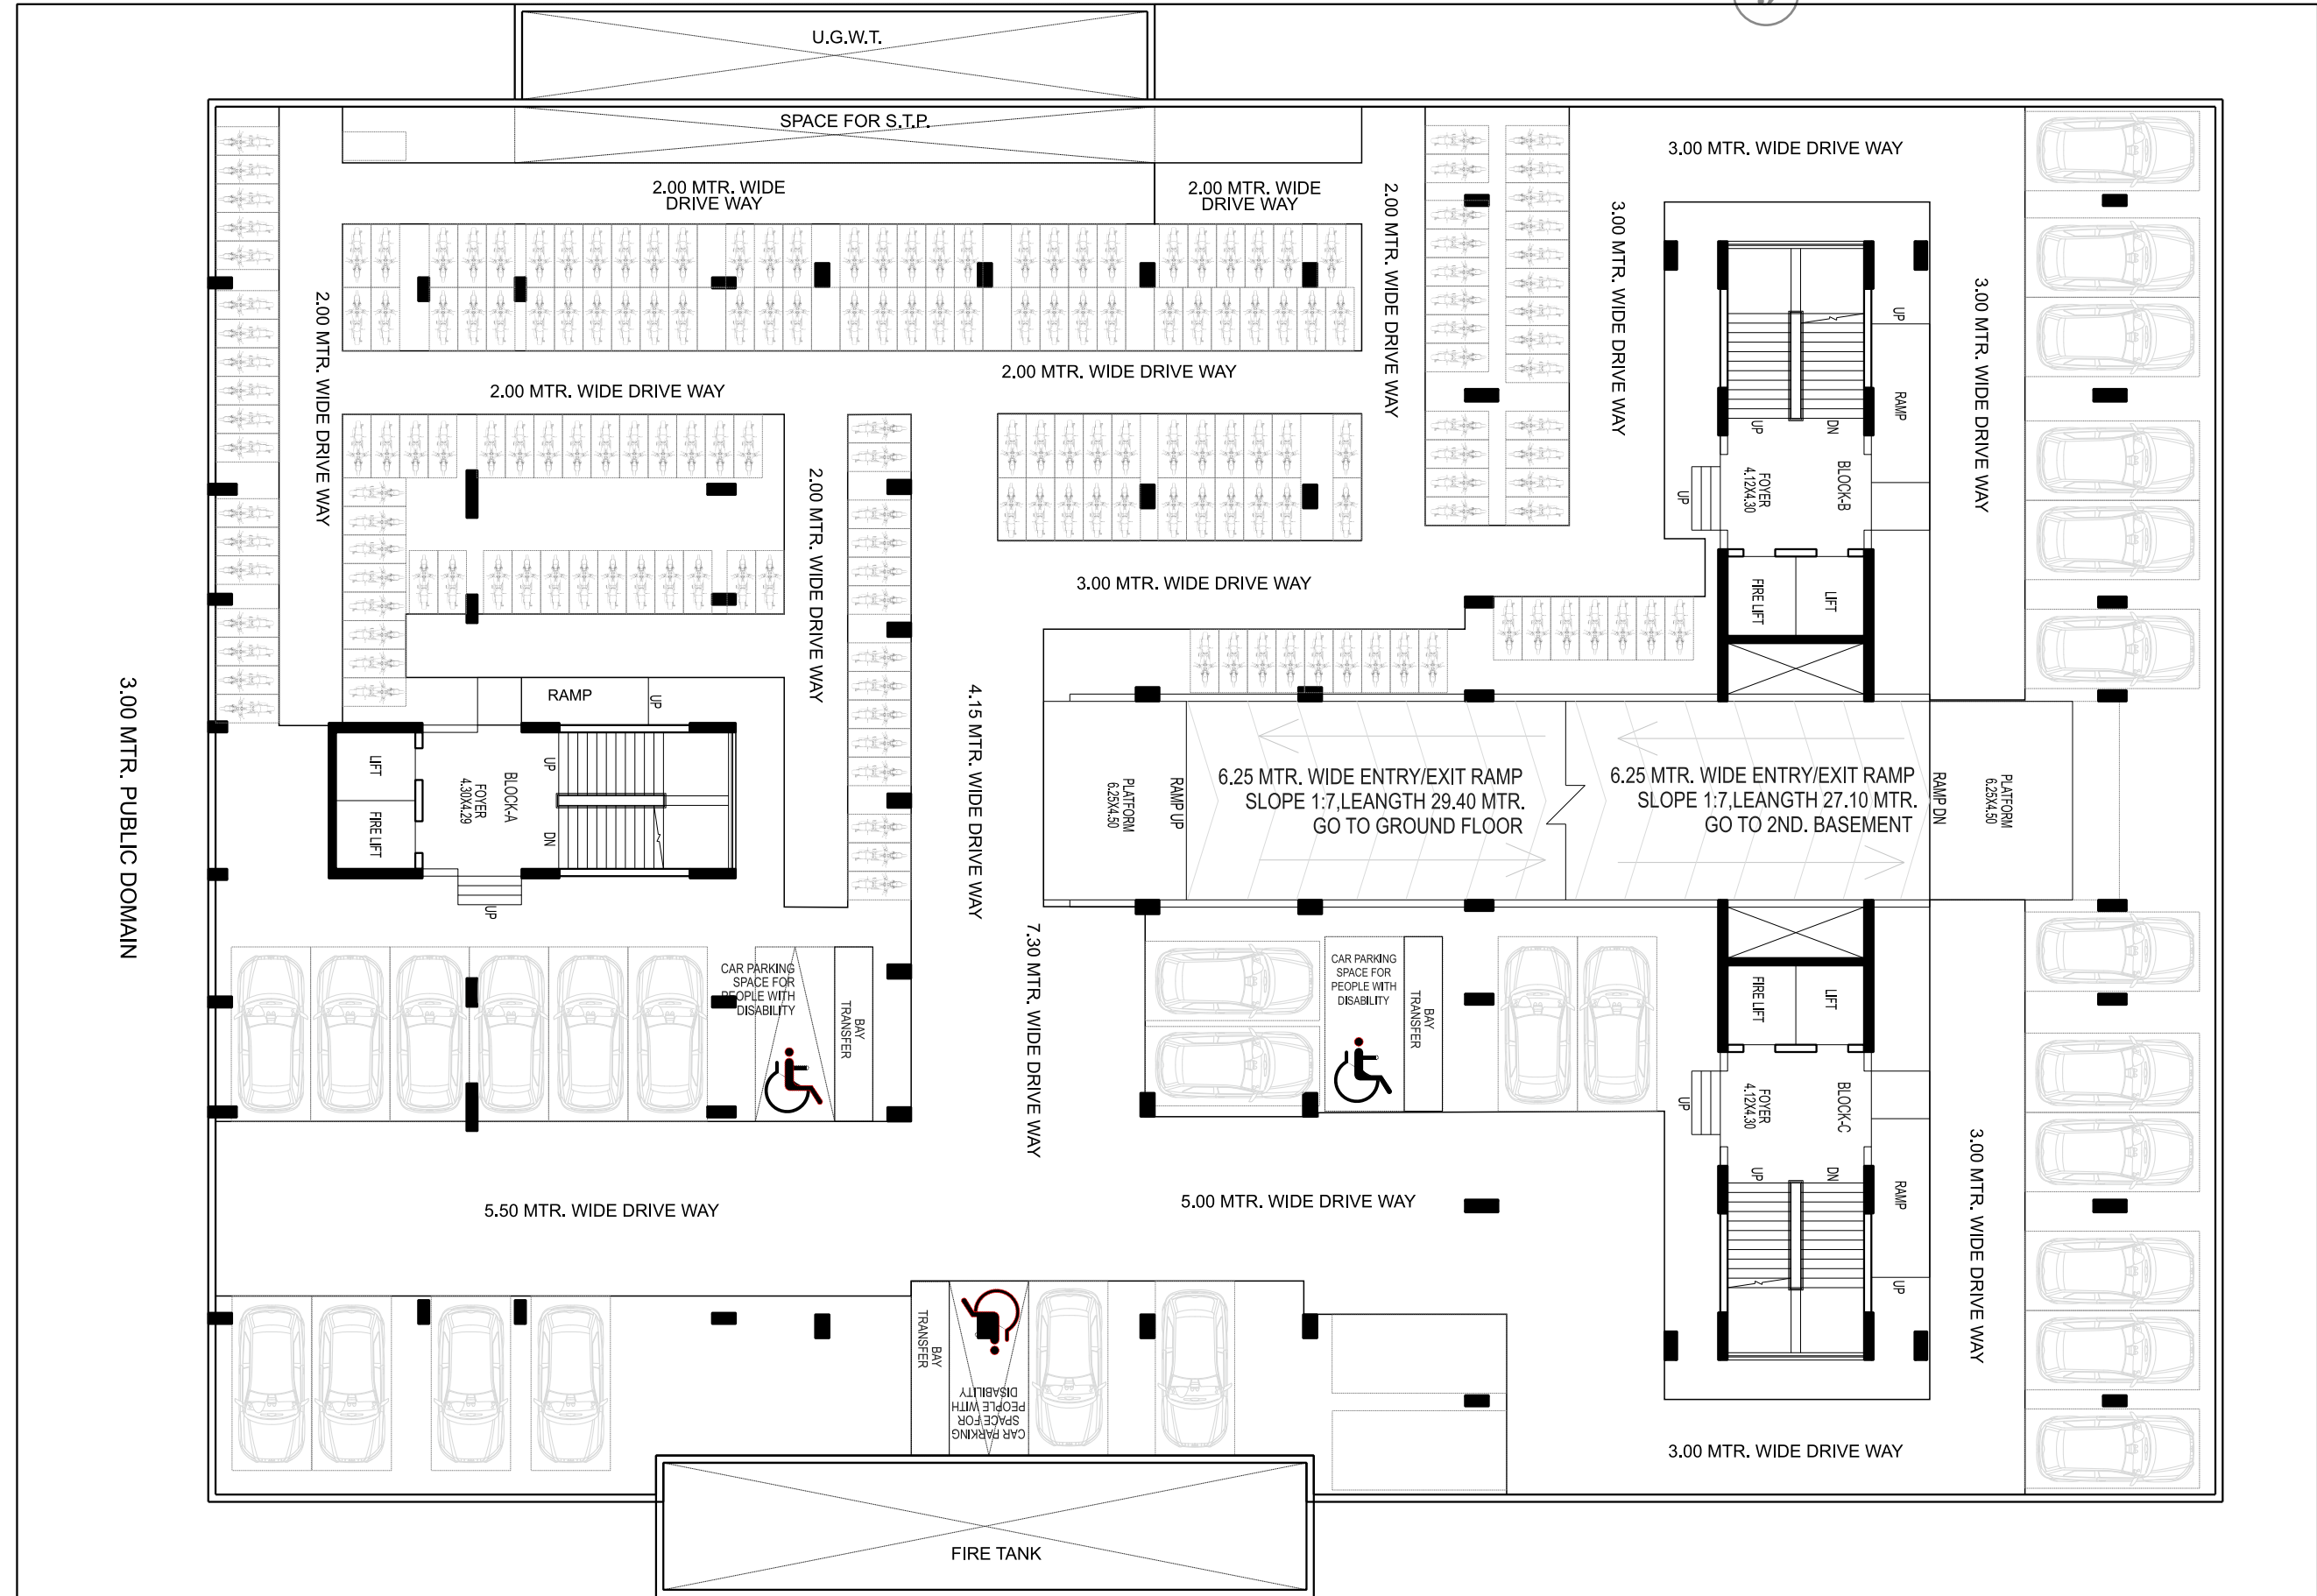 U.G.W.T.
SPACE FOR S.T.P.
3.00 MTR. WIDE DRIVE WAY
2.00 MTR. WIDE
DRIVE WAY
2.00 MTR. WIDE
DRIVE WAY
2.00 MTR. WIDE DRIVE WAY
3.00 MTR. WIDE DRIVE WAY
3.00 MTR. WIDE DRIVE WAY
2.00 MTR. WIDE DRIVE WAY
UP
2.00 MTR. WIDE DRIVE WAY
2.00 MTR. WIDE DRIVE WAY
RAMP
UP
DN
BLOCK-B
FOYER
4.12X4.30
UP
2.00 MTR. WIDE DRIVE WAY
3.00 MTR. WIDE DRIVE WAY
FIRE LIFT
LIFT
3.00 MTR. PUBLIC DOMAIN
RAMP
UP
4.15 MTR. WIDE DRIVE WAY
LIFT
FIRE LIFT
BLOCK-A
FOYER
4.30X4.29
UP
DN
UP
PLATFORM
6.25X4.50
RAMP UP
6.25 MTR. WIDE ENTRY/EXIT RAMP
SLOPE 1:7,LEANGTH 29.40 MTR.
GO TO GROUND FLOOR
6.25 MTR. WIDE ENTRY/EXIT RAMP
SLOPE 1:7,LEANGTH 27.10 MTR.
GO TO 2ND. BASEMENT
RAMP DN
PLATFORM
6.25X4.50
7.30 MTR. WIDE DRIVE WAY
CAR PARKING
SPACE FOR
PEOPLE WITH
DISABILITY
BAY
TRANSFER
CAR PARKING
SPACE FOR
PEOPLE WITH
DISABILITY
BAY
TRANSFER
FIRE LIFT
LIFT
UP
BLOCK-C
FOYER
4.12X4.30
UP
DN
RAMP
UP
3.00 MTR. WIDE DRIVE WAY
5.50 MTR. WIDE DRIVE WAY
5.00 MTR. WIDE DRIVE WAY
BAY
TRANSFER
CAR PARKING
SPACE FOR
PEOPLE WITH
DISABILITY
3.00 MTR. WIDE DRIVE WAY
FIRE TANK